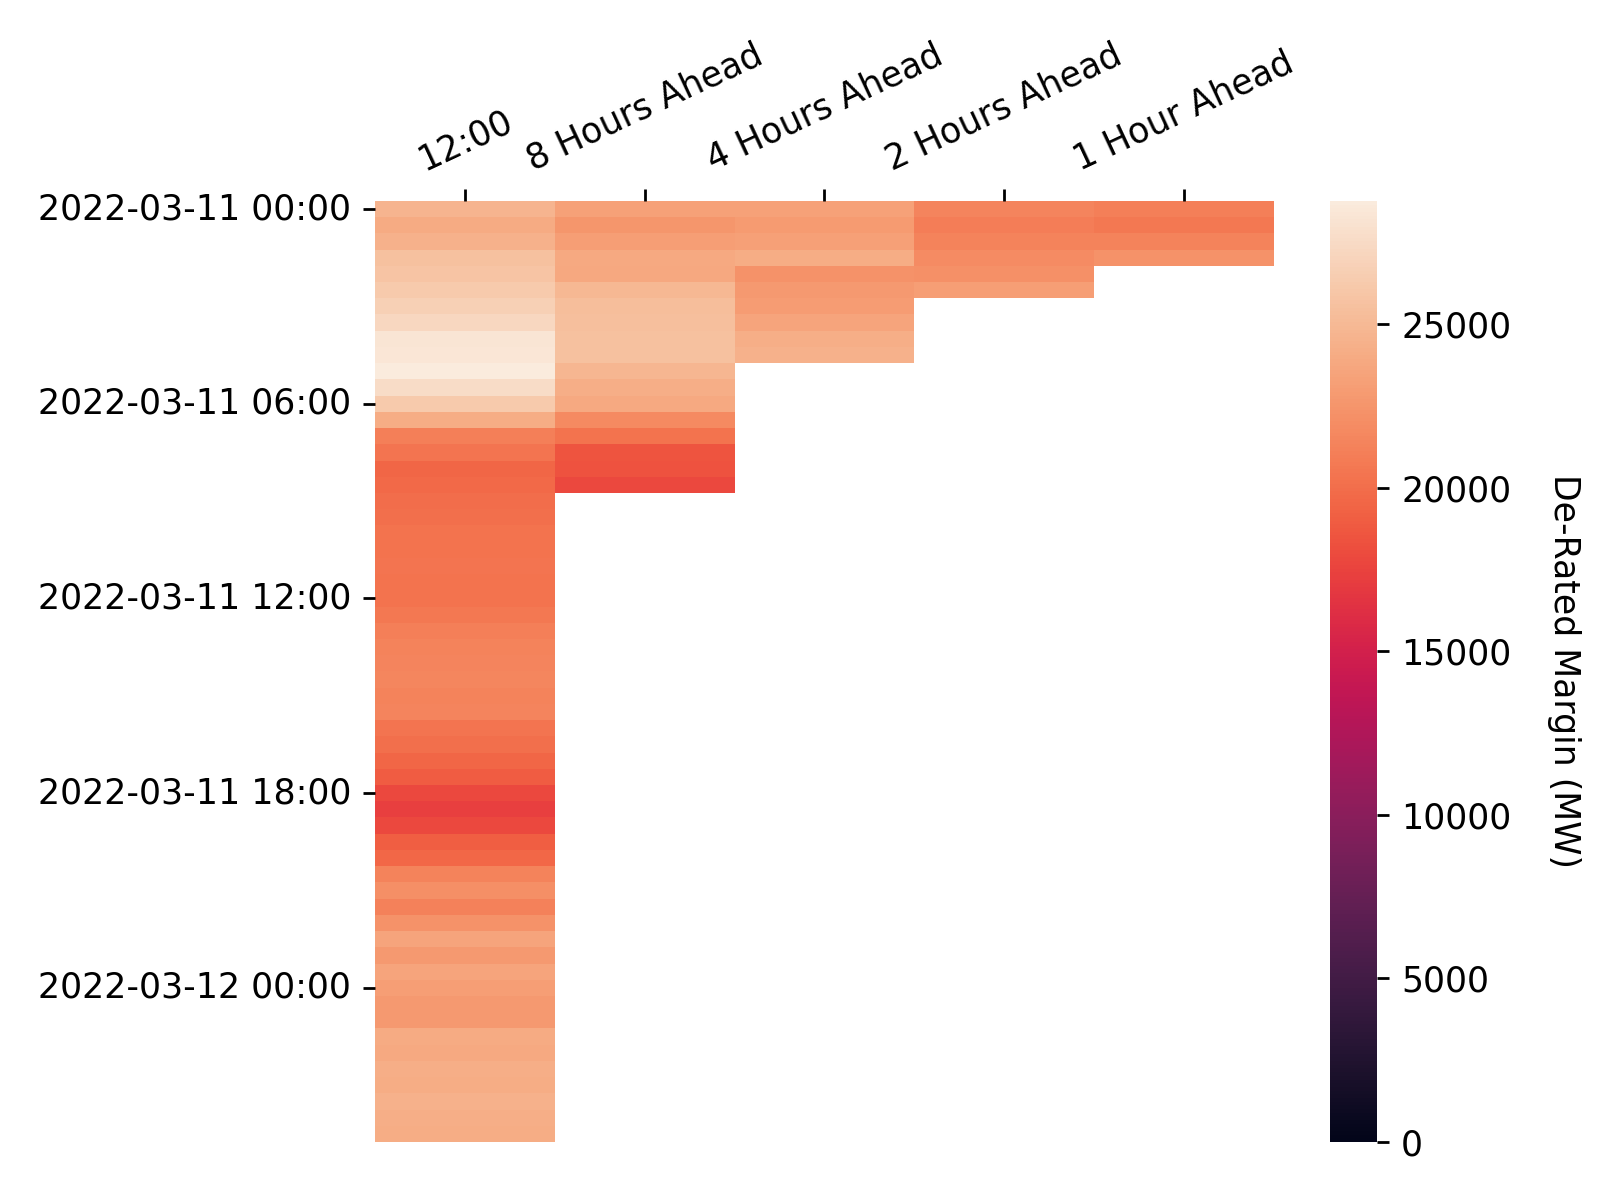 12:00
8 Hours Ahead
4 Hours Ahead
2 Hours Ahead
1 Hour Ahead
2022-03-11 00:00
2022-03-11 06:00
2022-03-11 12:00
2022-03-11 18:00
2022-03-12 00:00
25000
20000
15000
10000
5000
0
De-Rated Margin (MW)